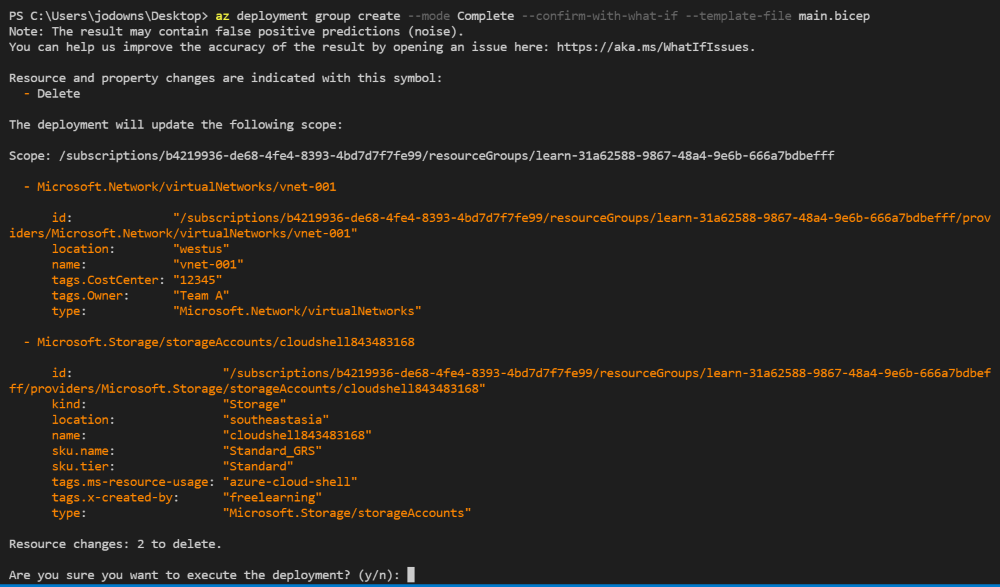 PS C:\Users\jodowns\Desktop> az deployment group create --mode Complete --confirm-with-what-if --template-file main.bicep
Note: The result may contain false positive predictions (noise).
You can help us improve the accuracy of the result by opening an issue here: https://aka.ms/WhatIfIssues.
Resource and property changes are indicated with this symbol:
- Delete
The deployment will update the following scope:
Scope: /subscriptions/b4219936-de68-4fe4-8393-4bd7d7f7fe99/resourceGroups/learn-31a62588-9867-48a4-9e6b-666a7bdbefff
- Microsoft.Network/virtualNetworks/vnet-001
id: "/subscriptions/b4219936-de68-4fe4-8393-4bd7d7f7fe99/resourceGroups/learn-31a62588-9867-48a4-9e6b-666a7bdbefff/prov
iders/Microsoft.Network/virtualNetworks/vnet-001"
location: "westus"
name: "vnet-001"
tags.CostCenter: "12345"
tags.Owner: "Team A"
type: "Microsoft.Network/virtualNetworks"
- Microsoft.Storage/storageAccounts/cloudshell843483168
id: "/subscriptions/b4219936-de68-4fe4-8393-4bd7d7f7fe99/resourceGroups/learn-31a62588-9867-48a4-9e6b-666a7bdbef
ff/providers/Microsoft.Storage/storageAccounts/cloudshell843483168"
kind: "Storage"
location: "southeastasia"
name: "cloudshell843483168"
sku.name: "Standard_GRS"
sku.tier: "Standard"
tags.ms-resource-usage: "azure-cloud-shell"
tags.x-created-by: "freelearning"
type: "Microsoft.Storage/storageAccounts"
Resource changes: 2 to delete.
Are you sure you want to execute the deployment? (y/n):